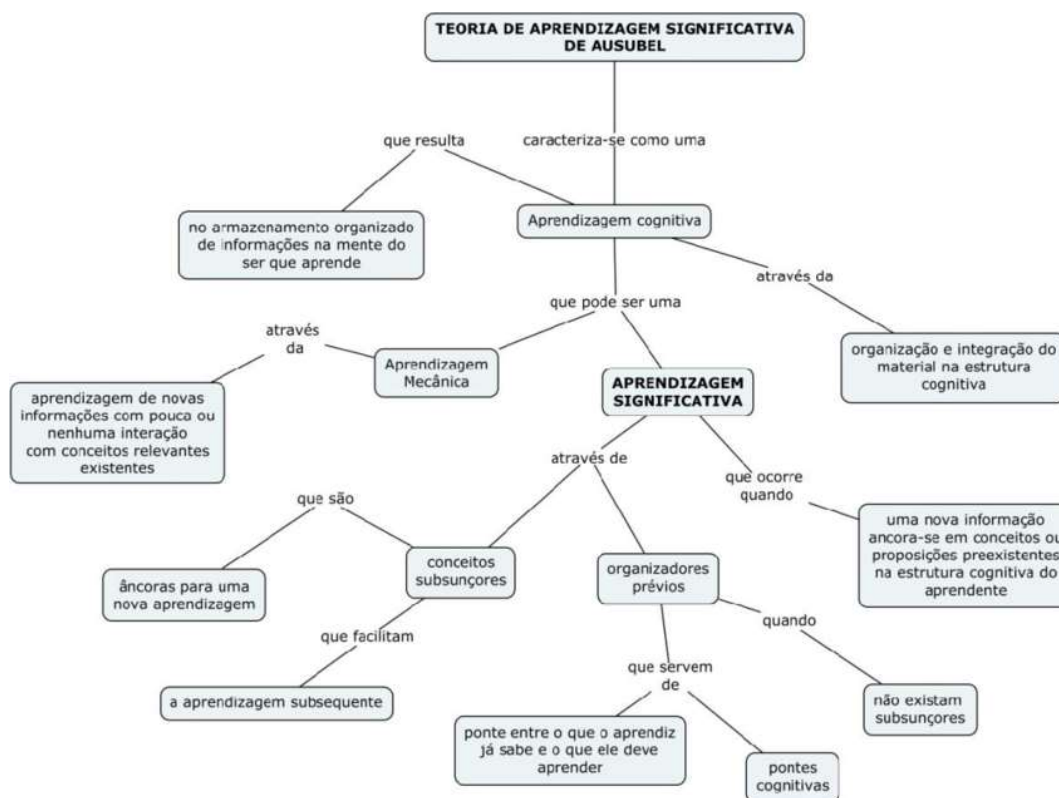 TEORIA DE APRENDIZAGEM SIGNIFICATIVA
DE AUSUBEL
que resulta
caracteriza-se como uma
no armazenamento organizado
de informações na mente do
ser que aprende
Aprendizagem cognitiva
através da
que pode ser uma
organização e integração do
material na estrutura
cognitiva
através
da
Aprendizagem
Mecânica
APRENDIZAGEM
SIGNIFICATIVA
aprendizagem de novas
informações com pouca ou
nenhuma interação
com conceitos relevantes
existentes
através de
que ocorre
quando
que são
uma nova informação
ancora-se em conceitos ou
proposições preexistentes
na estrutura cognitiva do
aprendente
âncoras para uma
nova aprendizagem
conceitos
subsunçores
organizadores
prévios
que facilitam
quando
a aprendizagem subsequente
que servem
de
não existam
subsunçores
ponte entre o que o aprendiz
já sabe e o que ele deve
aprender
pontes
cognitivas